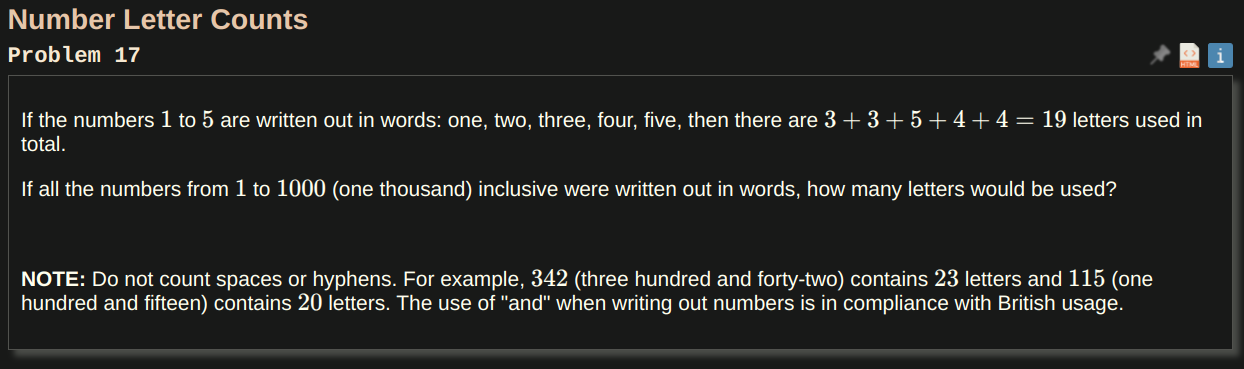 Number Letter Counts
Problem 17
HTML
i
If the numbers 1 to 5 are written out in words: one, two, three, four, five, then there are 3 + 3 + 5 + 4 + 4 = 19 letters used in
total.
If all the numbers from 1 to 1000 (one thousand) inclusive were written out in words, how many letters would be used?
NOTE: Do not count spaces or hyphens. For example, 342 (three hundred and forty-two) contains 23 letters and 115 (one
hundred and fifteen) contains 20 letters. The use of "and" when writing out numbers is in compliance with British usage.